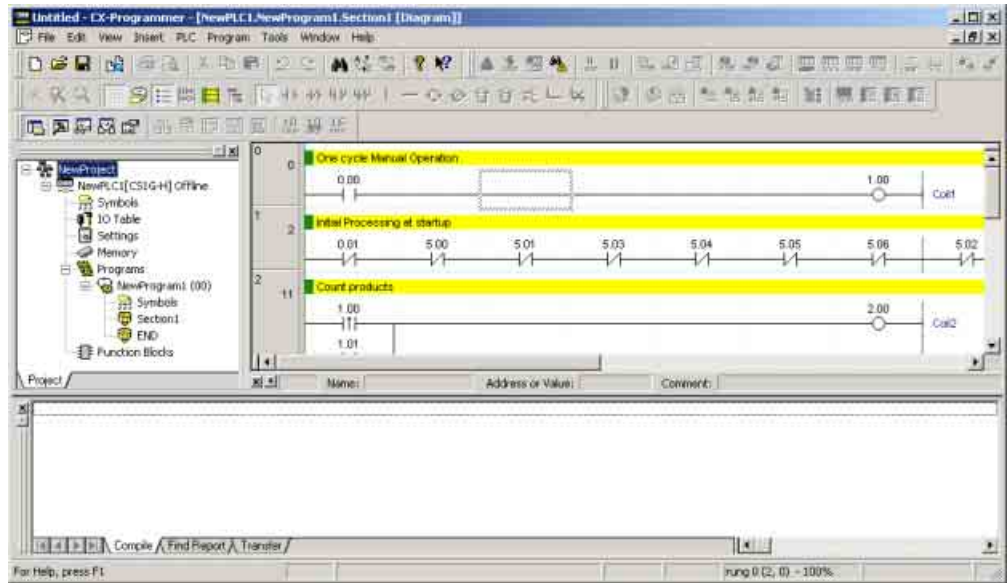 Untitled - CX-Programmer - [NewPLC1.NewProgram1.Section1 [Diagram]]
File Edit View Insert PLC Program Tools Window Help
NewProject
NewPLC1[CS1G-H] Offline
Symbols
IO Table
Settings
Memory
Programs
NewProgram1 (00)
Symbols
Section1
END
Function Blocks
Project
0 0 One cycle Manual Operation
0.00 1.00
Coil1
1 2 Initial Processing at startup
0.01 5.00 5.01 5.03 5.04 5.05 5.06 5.02
2 11 Count products
1.00 2.00
Coil2
1.01
Name: Address or Value: Comment:
Compile Find Report Transfer
For Help, press F1 rung 0 (2, 0) - 100%